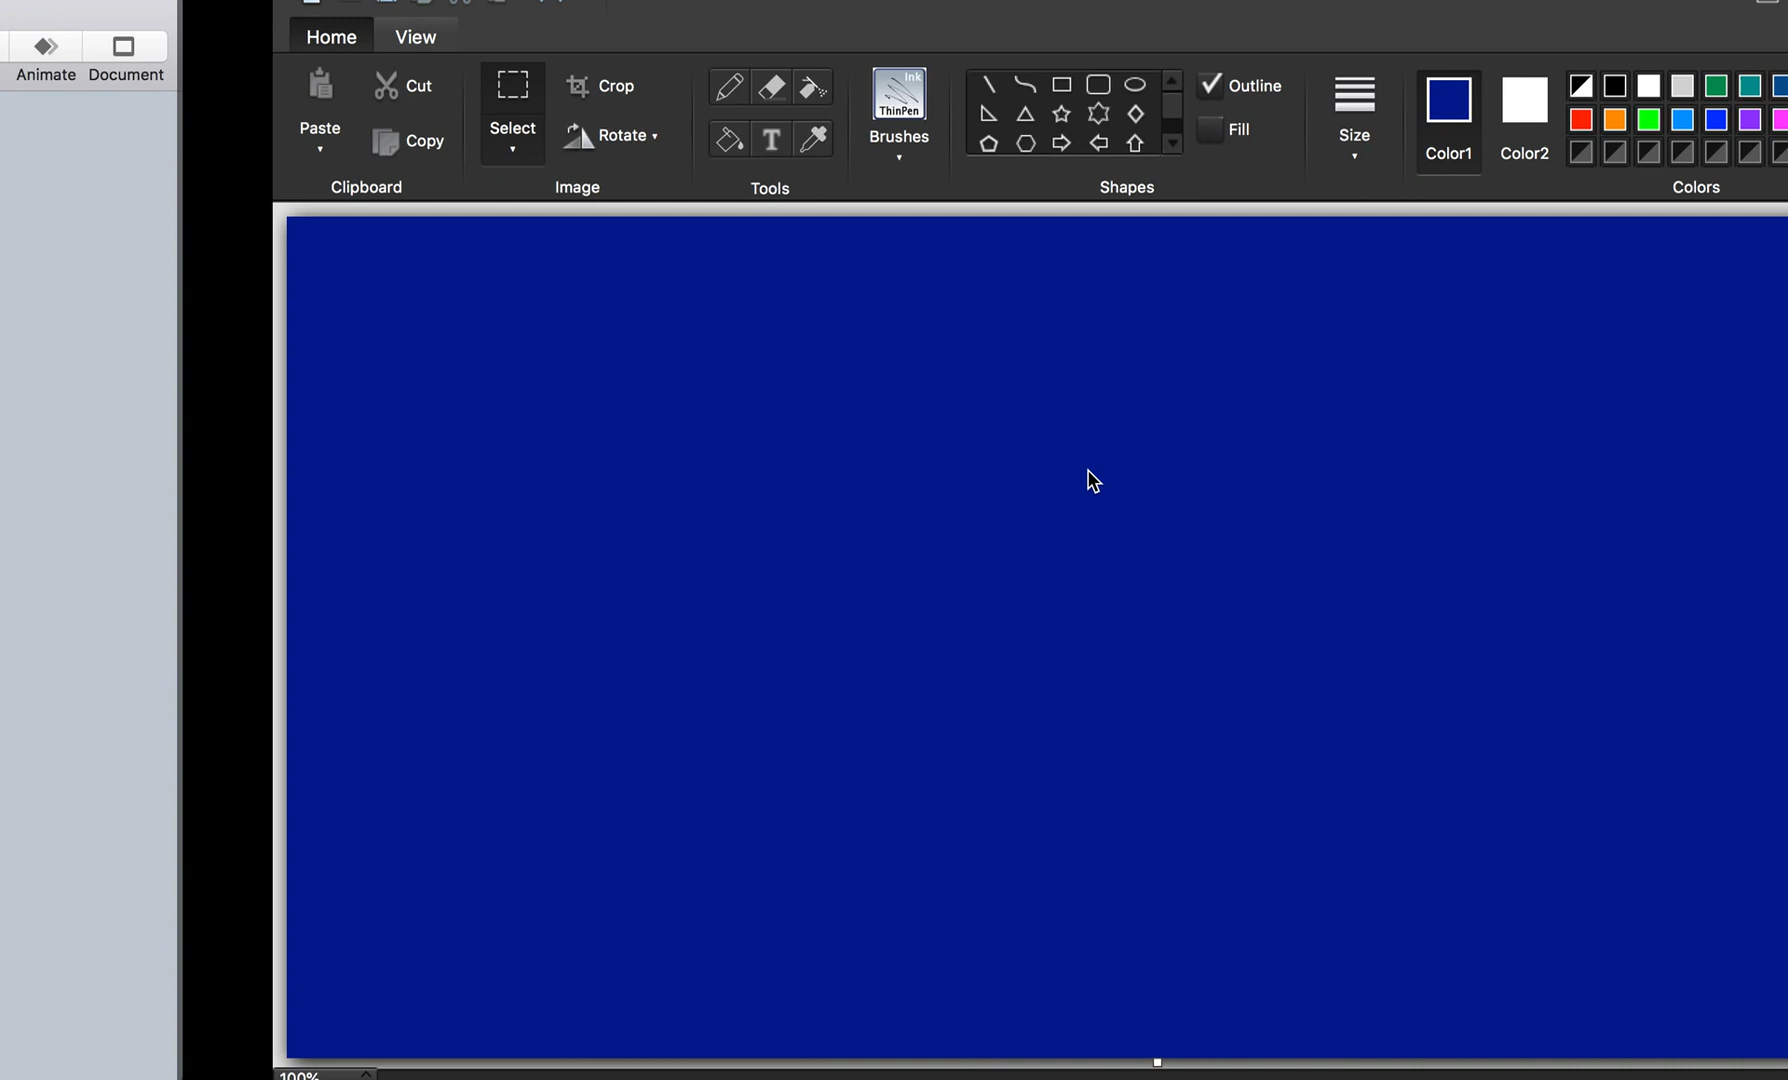 Animate Document
Home View
Paste
Cut
Copy
Clipboard
Select
Crop
Rotate
Image
T
Tools
Ink
ThinPen
Brushes
Outline
Fill
Shapes
Size
Color1
Color2
Colors
100%